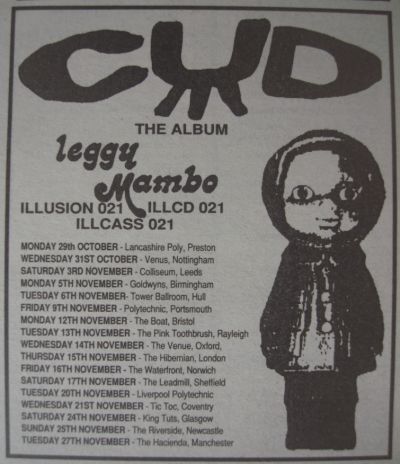 CUD
THE ALBUM
leggy
Mambo
ILLUSION 021 ILLCD 021
ILLCASS 021
MONDAY 29th OCTOBER - Lancashire Poly, Preston
WEDNESDAY 31ST OCTOBER - Venus, Nottingham
SATURDAY 3RD NOVEMBER - Colliseum, Leeds
MONDAY 5TH NOVEMBER - Goldwyns, Birmingham
TUESDAY 6TH NOVEMBER- Tower Ballroom, Hull
FRIDAY 9TH NOVEMBER - Polytechnic, Portsmouth
MONDAY 12TH NOVEMBER - The Boat, Bristol
TUESDAY 13TH NOVEMBER - The Pink Toothbrush, Rayleigh
WEDNESDAY 14TH NOVEMBER - The Venue, Oxford,
THURSDAY 15TH NOVEMBER - The Hibernian, London
FRIDAY 16TH NOVEMBER - The Waterfront, Norwich
SATURDAY 17TH NOVEMBER - The Leadmill, Sheffield
TUESDAY 20TH NOVEMBER - Liverpool Polytechnic
WEDNESDAY 21ST NOVEMBER - Tic Toc, Coventry
SATURDAY 24TH NOVEMBER - King Tuts, Glasgow
SUNDAY 25TH NOVEMBER - The Riverside, Newcastle
TUESDAY 27TH NOVEMBER - The Hacienda, Manchester